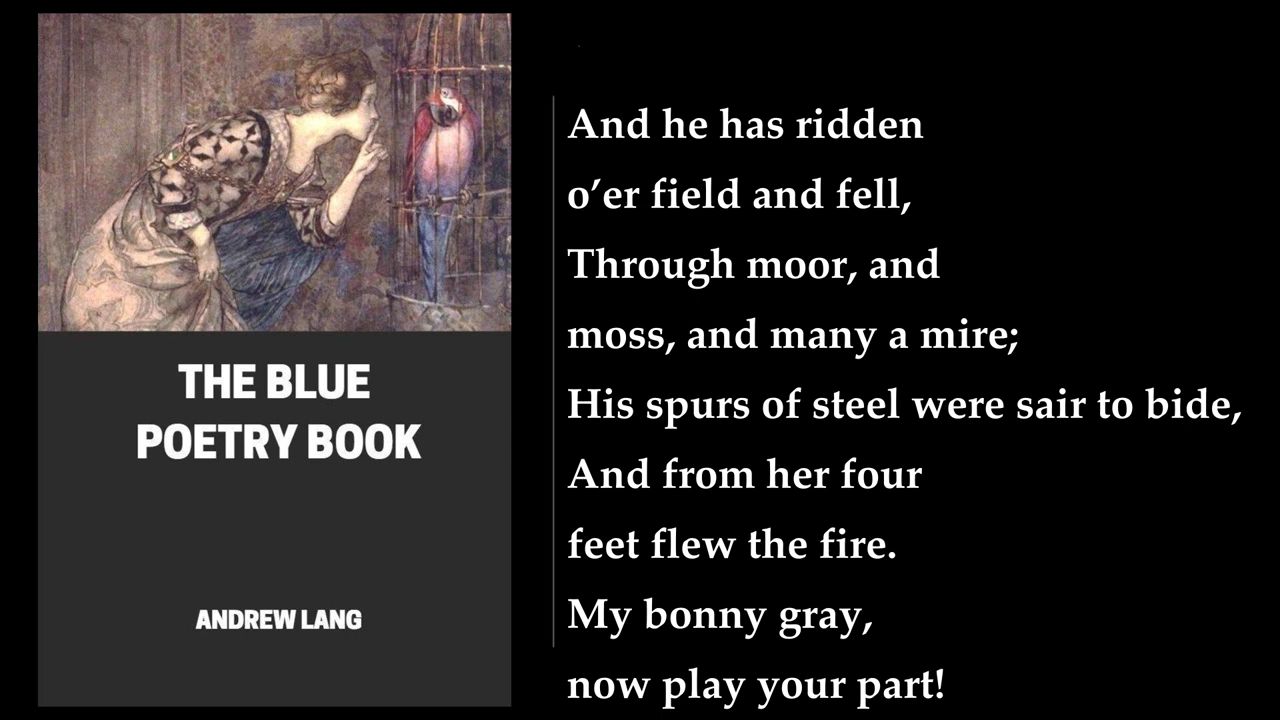 THE BLUE
POETRY BOOK
ANDREW LANG
And he has ridden
o’er field and fell,
Through moor, and
moss, and many a mire;
His spurs of steel were sair to bide,
And from her four
feet flew the fire.
My bonny gray,
now play your part!